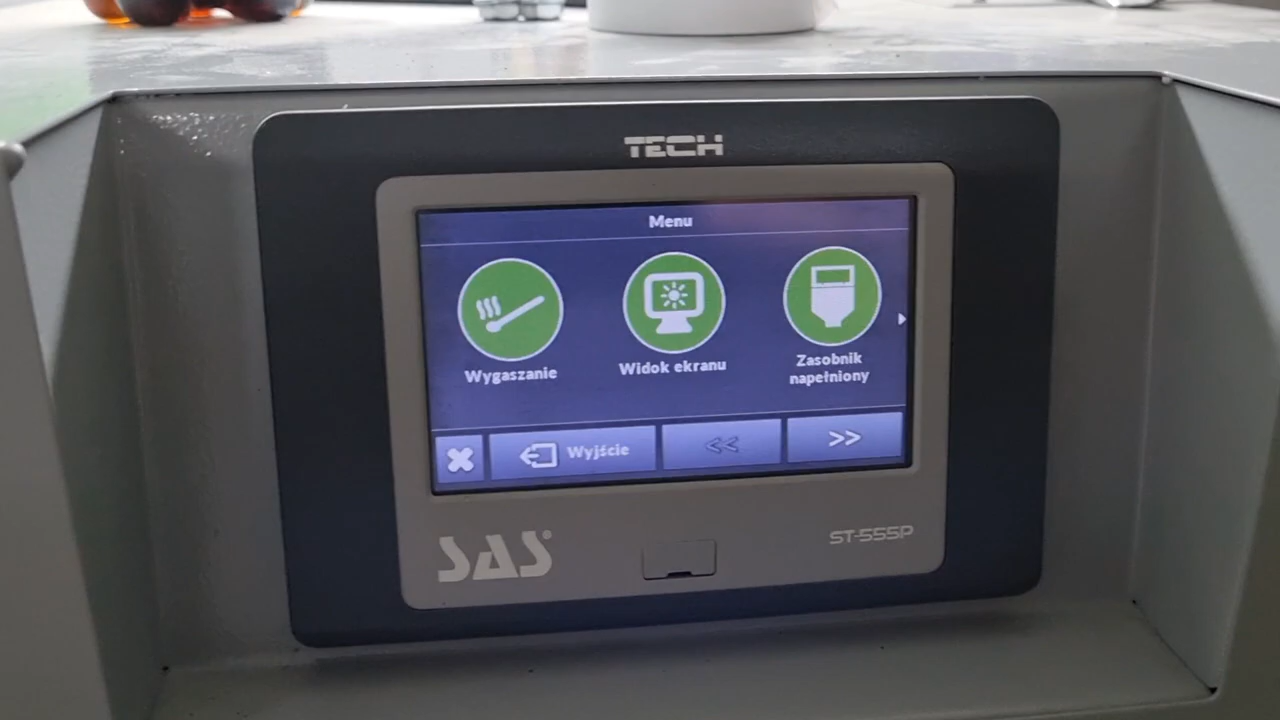 TECH
Menu
Wygaszanie
Widok ekranu
Zasobnik
napełniony
Wyjście
<<
>>
SAS
ST-555P